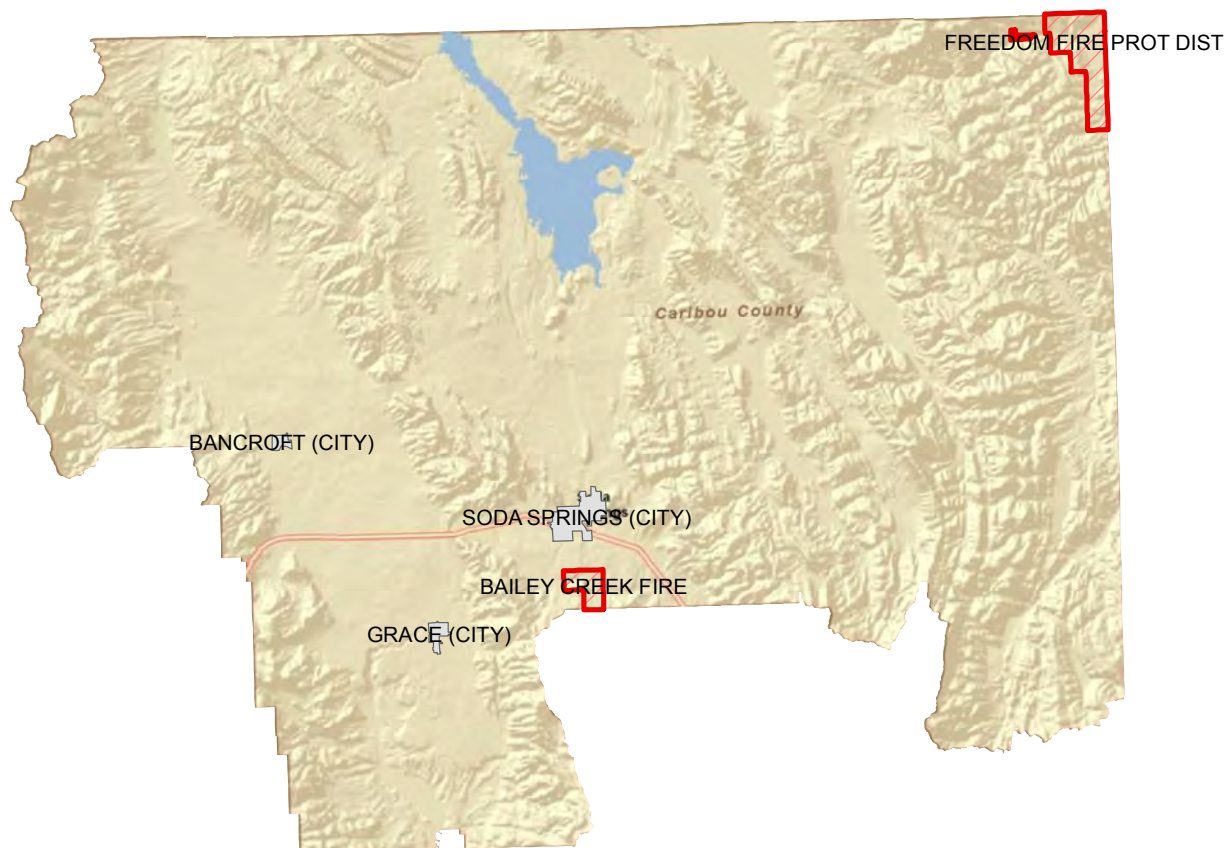 FREEDOM FIRE PROT DIST
Caribou County
BANCROFT (CITY)
SODA SPRINGS (CITY)
BAILEY CREEK FIRE
GRACE (CITY)